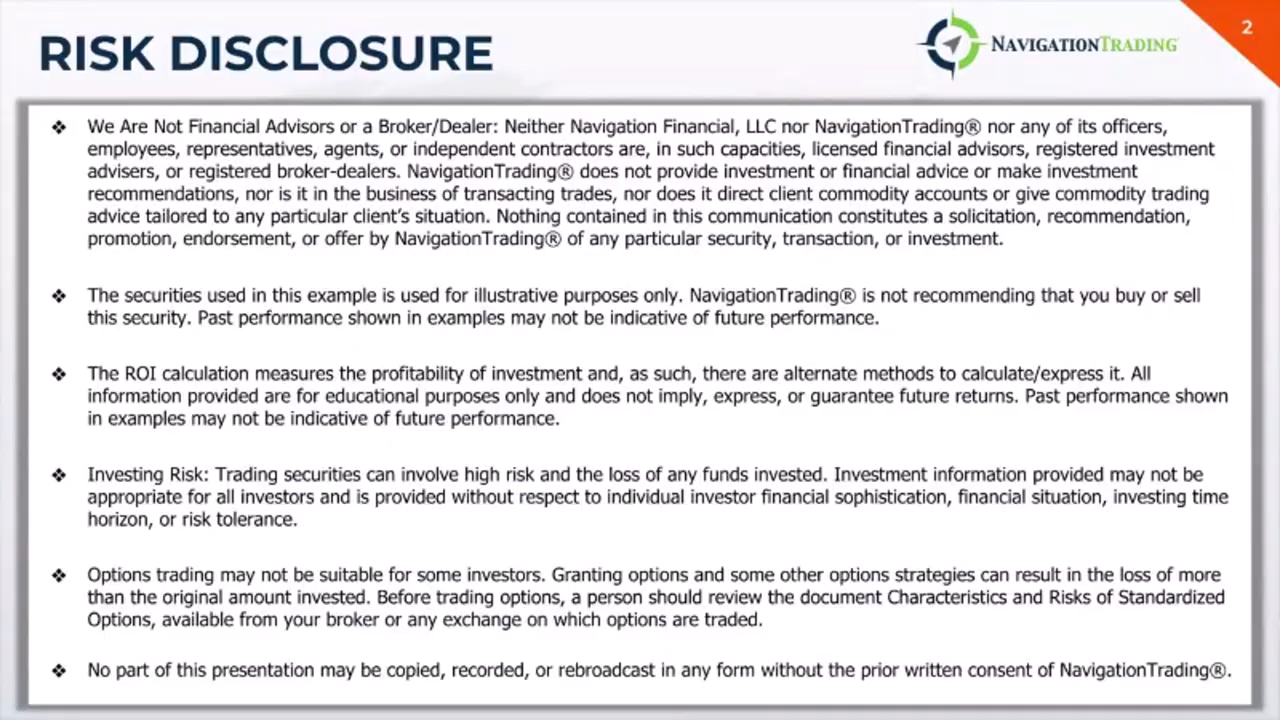 RISK DISCLOSURE
NAVIGATIONTRADING
2
❖ We Are Not Financial Advisors or a Broker/Dealer: Neither Navigation Financial, LLC nor NavigationTrading® nor any of its officers,
employees, representatives, agents, or independent contractors are, in such capacities, licensed financial advisors, registered investment
advisers, or registered broker-dealers. NavigationTrading® does not provide investment or financial advice or make investment
recommendations, nor is it in the business of transacting trades, nor does it direct client commodity accounts or give commodity trading
advice tailored to any particular client's situation. Nothing contained in this communication constitutes a solicitation, recommendation,
promotion, endorsement, or offer by NavigationTrading® of any particular security, transaction, or investment.
❖ The securities used in this example is used for illustrative purposes only. NavigationTrading® is not recommending that you buy or sell
this security. Past performance shown in examples may not be indicative of future performance.
❖ The ROI calculation measures the profitability of investment and, as such, there are alternate methods to calculate/express it. All
information provided are for educational purposes only and does not imply, express, or guarantee future returns. Past performance shown
in examples may not be indicative of future performance.
❖ Investing Risk: Trading securities can involve high risk and the loss of any funds invested. Investment information provided may not be
appropriate for all investors and is provided without respect to individual investor financial sophistication, financial situation, investing time
horizon, or risk tolerance.
❖ Options trading may not be suitable for some investors. Granting options and some other options strategies can result in the loss of more
than the original amount invested. Before trading options, a person should review the document Characteristics and Risks of Standardized
Options, available from your broker or any exchange on which options are traded.
❖ No part of this presentation may be copied, recorded, or rebroadcast in any form without the prior written consent of NavigationTrading®.